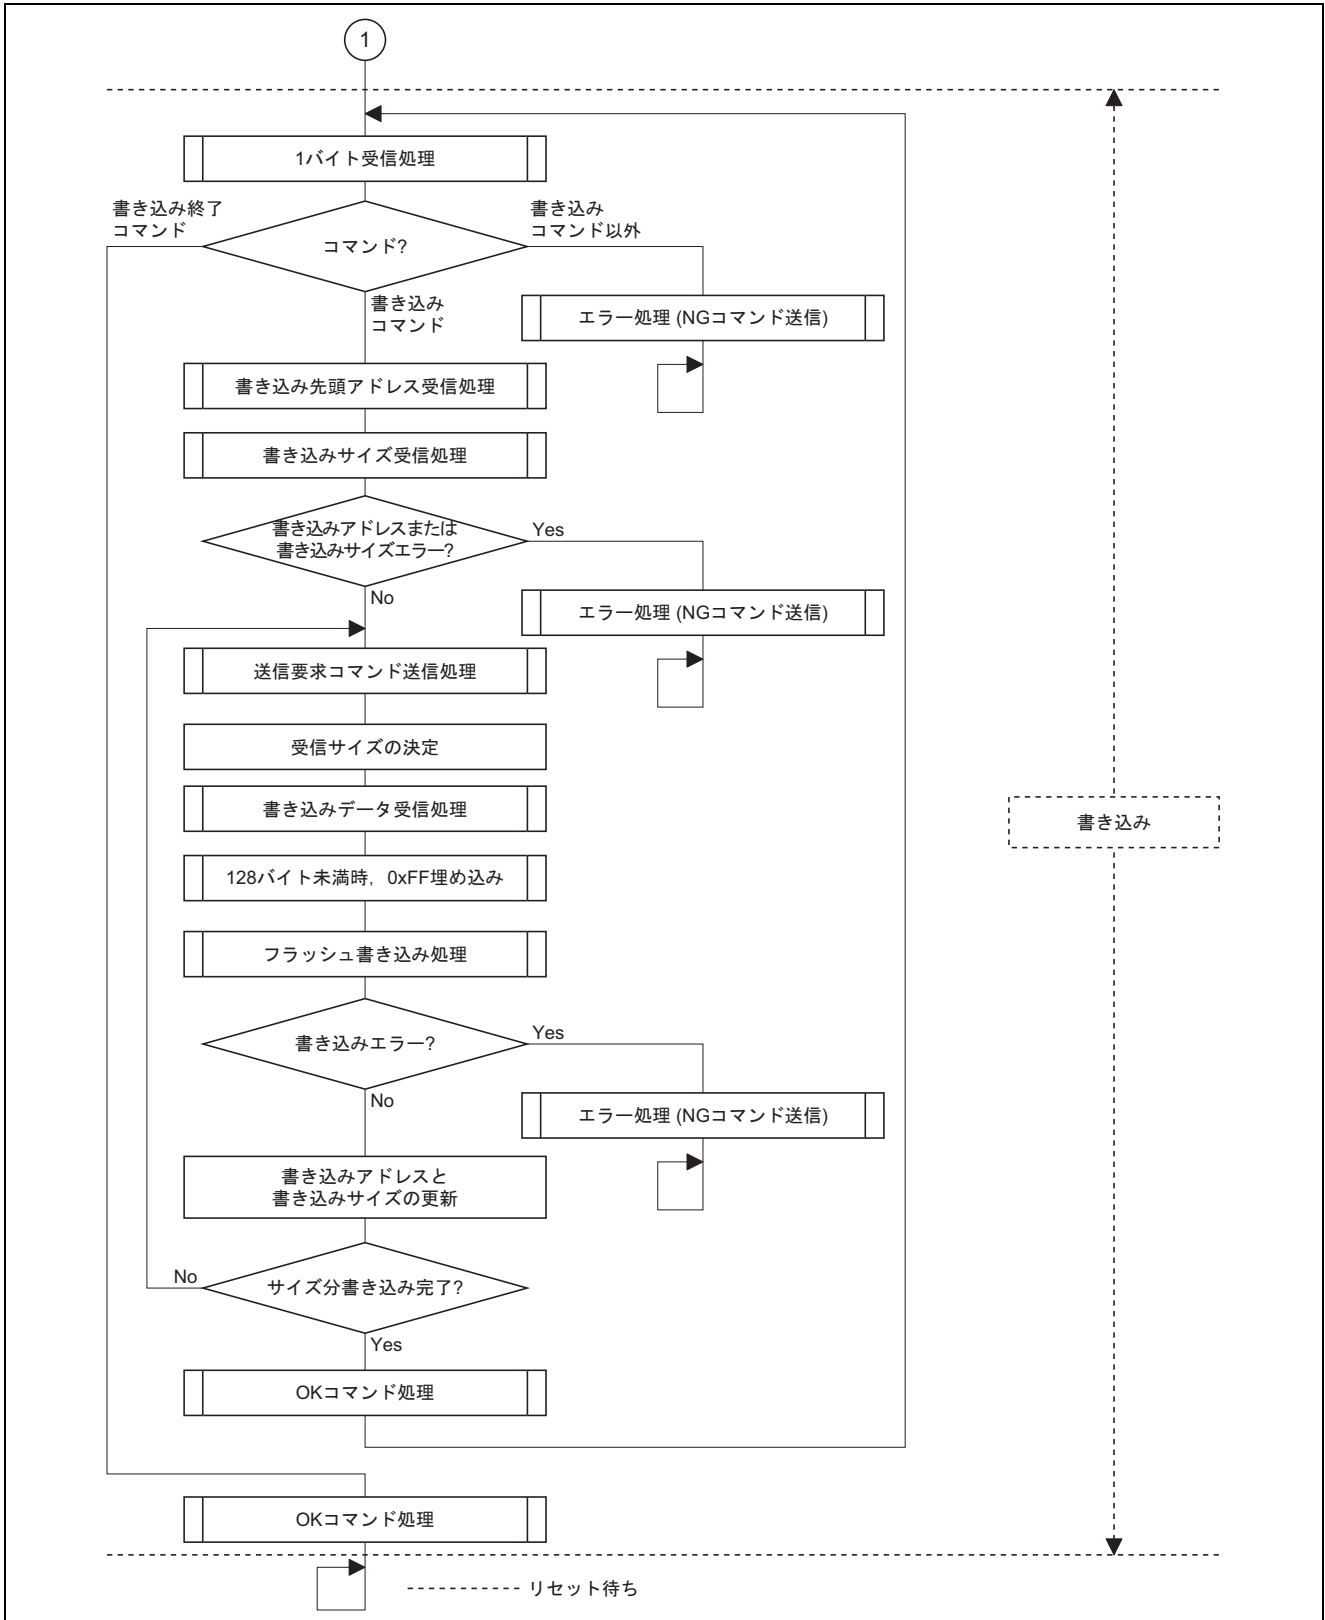 1
1バイト受信処理
書き込み終了
コマンド
コマンド?
書き込み
コマンド以外
書き込み
コマンド
エラー処理 (NGコマンド送信)
書き込み先頭アドレス受信処理
書き込みサイズ受信処理
書き込みアドレスまたは
書き込みサイズエラー?
Yes
No
エラー処理 (NGコマンド送信)
送信要求コマンド送信処理
受信サイズの決定
書き込みデータ受信処理
書き込み
128バイト未満時，0xFF埋め込み
フラッシュ書き込み処理
書き込みエラー?
Yes
No
エラー処理 (NGコマンド送信)
書き込みアドレスと
書き込みサイズの更新
No
サイズ分書き込み完了?
Yes
OKコマンド処理
OKコマンド処理
リセット待ち